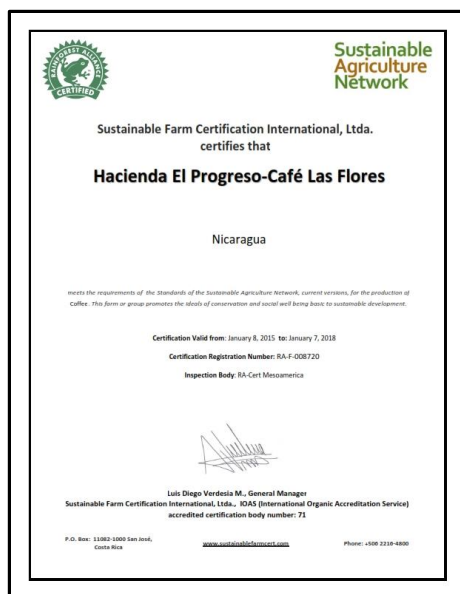 RAINFOREST ALLIANCE
CERTIFIED
Sustainable
Agriculture
Network
Sustainable Farm Certification International, Ltda.
certifies that
Hacienda El Progreso-Café Las Flores
Nicaragua
meets the requirements of the Standards of the Sustainable Agriculture Network, current versions, for the production of
Coffee. This farm or group promotes the ideals of conservation and social well being basic to sustainable development.
Certification Valid from: January 8, 2015 to: January 7, 2018
Certification Registration Number: RA-F-008720
Inspection Body: RA-Cert Mesoamerica
Luis Diego Verdesia M., General Manager
Sustainable Farm Certification International, Ltda., IOAS (International Organic Accreditation Service)
accredited certification body number: 71
P.O. Box: 11082-1000 San José,
Costa Rica
www.sustainablefarmcert.com
Phone: +506 2216-4800